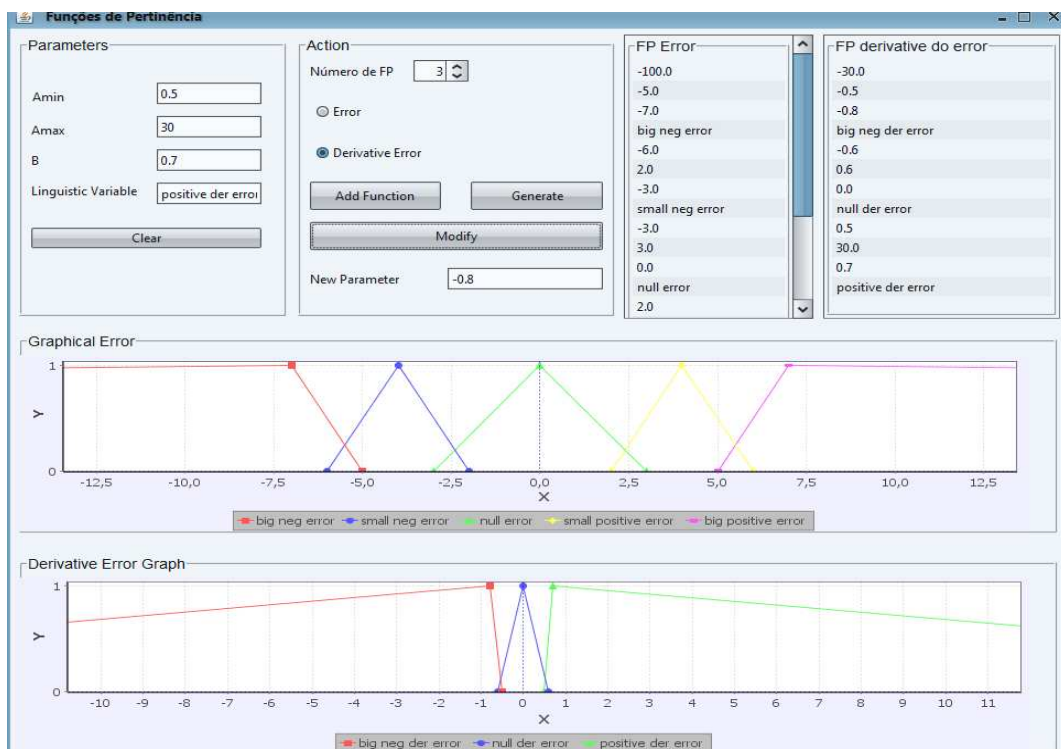 Funções de Pertinência
Parameters
Amin 0.5
Amax 30
B 0.7
Linguistic Variable positive der erro
Clear
Action
Número de FP 3
Error
Derivative Error
Add Function Generate
Modify
New Parameter -0.8
FP Error
-100.0
-5.0
-7.0
big neg error
-6.0
2.0
-3.0
small neg error
-3.0
3.0
0.0
null error
2.0
FP derivative do error
-30.0
-0.5
-0.8
big neg der error
-0.6
0.6
0.0
null der error
0.5
30.0
0.7
positive der error
Graphical Error
1
Y
0
-12,5 -10,0 -7,5 -5,0 -2,5 0,0 2,5 5,0 7,5 10,0 12,5
X
big neg error small neg error null error small positive error big positive error
Derivative Error Graph
1
Y
0
-10 -9 -8 -7 -6 -5 -4 -3 -2 -1 0 1 2 3 4 5 6 7 8 9 10 11
X
big neg der error null der error positive der error